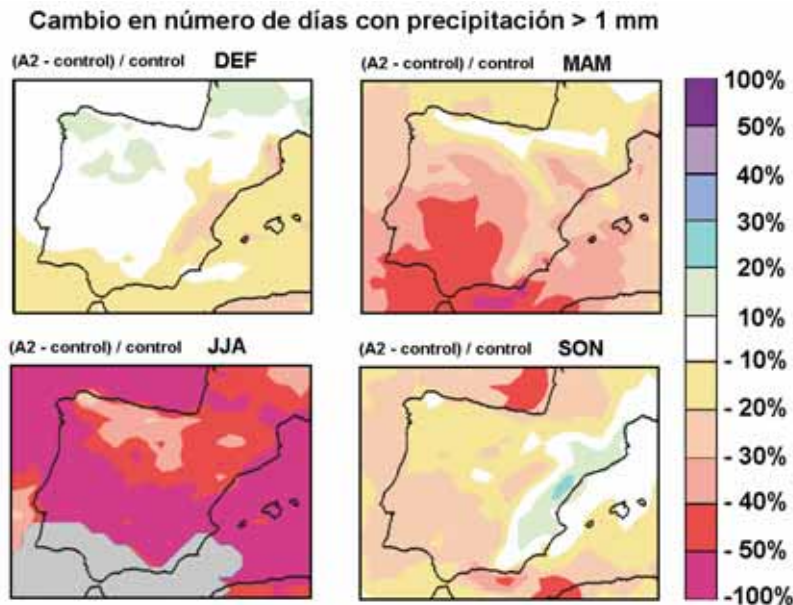 Cambio en número de días con precipitación > 1 mm
(A2 - control) / control DEF
(A2 - control) / control MAM
(A2 - control) / control JJA
(A2 - control) / control SON
100%
50%
40%
30%
20%
10%
- 10%
- 20%
- 30%
- 40%
- 50%
-100%